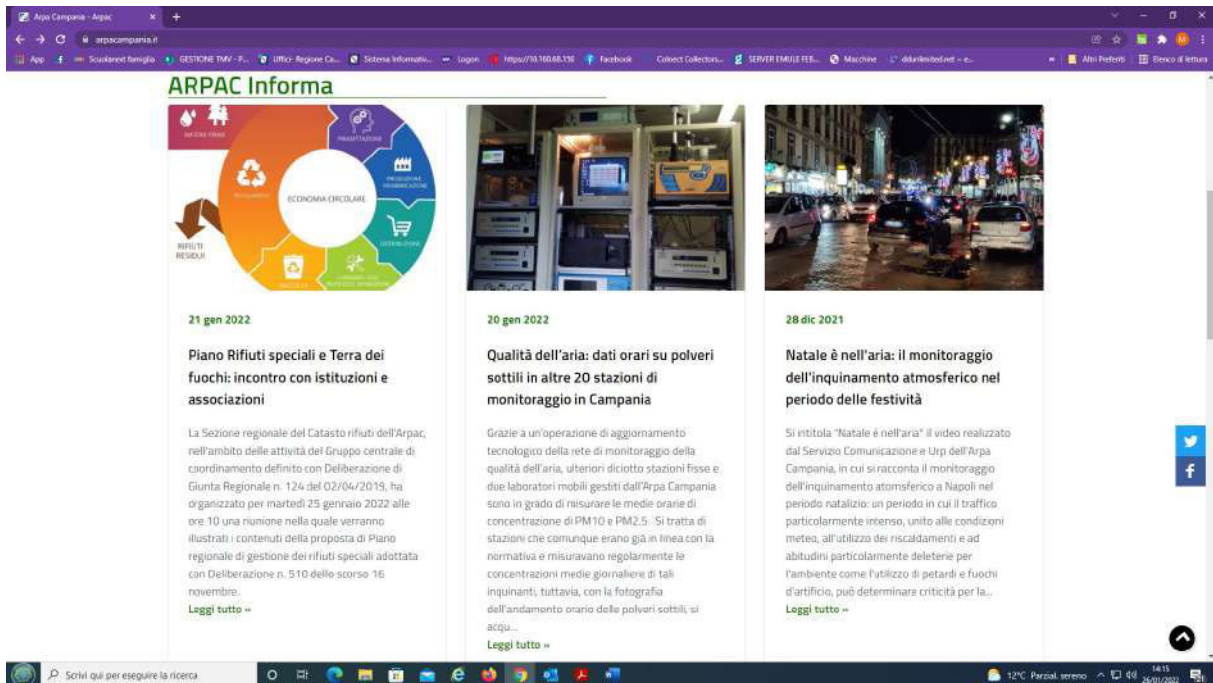 Arpa Campania - Arpac
arpacampania.it
App
Scuolanext famiglia
GESTIONE TMV - P...
Uffici- Regione Ca...
Sistema Informativ...
Logon
https://10.160.68.156
Facebook
Colnect Collectors...
SERVER EMULE FEB...
Macchine
ddunlimited.net – e...
»
Altri Preferiti
Elenco di lettura
ARPAC Informa
MATERIE PRIME
PROGETTAZIONE
ECONOMIA CIRCOLARE
RIFIUTI
RESIDUI
DISTRIBUZIONE
RACCOLTA
21 gen 2022
Piano Rifiuti speciali e Terra dei
fuochi: incontro con istituzioni e
associazioni
La Sezione regionale del Catasto rifiuti dell'Arpac,
nell'ambito delle attività del Gruppo centrale di
coordinamento definito con Deliberazione di
Giunta Regionale n. 124 del 02/04/2019, ha
organizzato per martedì 25 gennaio 2022 alle
ore 10 una riunione nella quale verranno
illustrati i contenuti della proposta di Piano
regionale di gestione dei rifiuti speciali adottata
con Deliberazione n. 510 dello scorso 16
novembre.
Leggi tutto »
20 gen 2022
Qualità dell'aria: dati orari su polveri
sottili in altre 20 stazioni di
monitoraggio in Campania
Grazie a un'operazione di aggiornamento
tecnologico della rete di monitoraggio della
qualità dell'aria, ulteriori diciotto stazioni fisse e
due laboratori mobili gestiti dall'Arpa Campania
sono in grado di misurare le medie orarie di
concentrazione di PM10 e PM2.5 Si tratta di
stazioni che comunque erano già in linea con la
normativa e misuravano regolarmente le
concentrazioni medie giornaliere di tali
inquinanti, tuttavia, con la fotografia
dell'andamento orario delle polveri sottili, si
acqu...
Leggi tutto »
28 dic 2021
Natale è nell'aria: il monitoraggio
dell'inquinamento atmosferico nel
periodo delle festività
Si intitola "Natale è nell'aria" il video realizzato
dal Servizio Comunicazione e Urp dell'Arpa
Campania, in cui si racconta il monitoraggio
dell'inquinamento atomsferico a Napoli nel
periodo natalizio: un periodo in cui il traffico
particolarmente intenso, unito alle condizioni
meteo, all'utilizzo dei riscaldamenti e ad
abitudini particolarmente deleterie per
l'ambiente come l'utilizzo di petardi e fuochi
d'artificio, può determinare criticità per la...
Leggi tutto »
Scrivi qui per eseguire la ricerca
12°C Parzial. sereno
14:15
26/01/2022